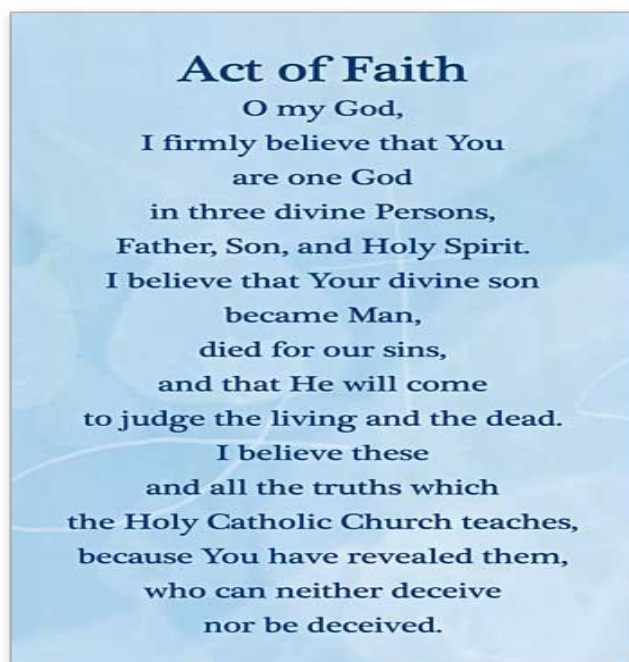 Act of Faith
O my God,
I firmly believe that You
are one God
in three divine Persons,
Father, Son, and Holy Spirit.
I believe that Your divine son
became Man,
died for our sins,
and that He will come
to judge the living and the dead.
I believe these
and all the truths which
the Holy Catholic Church teaches,
because You have revealed them,
who can neither deceive
nor be deceived.